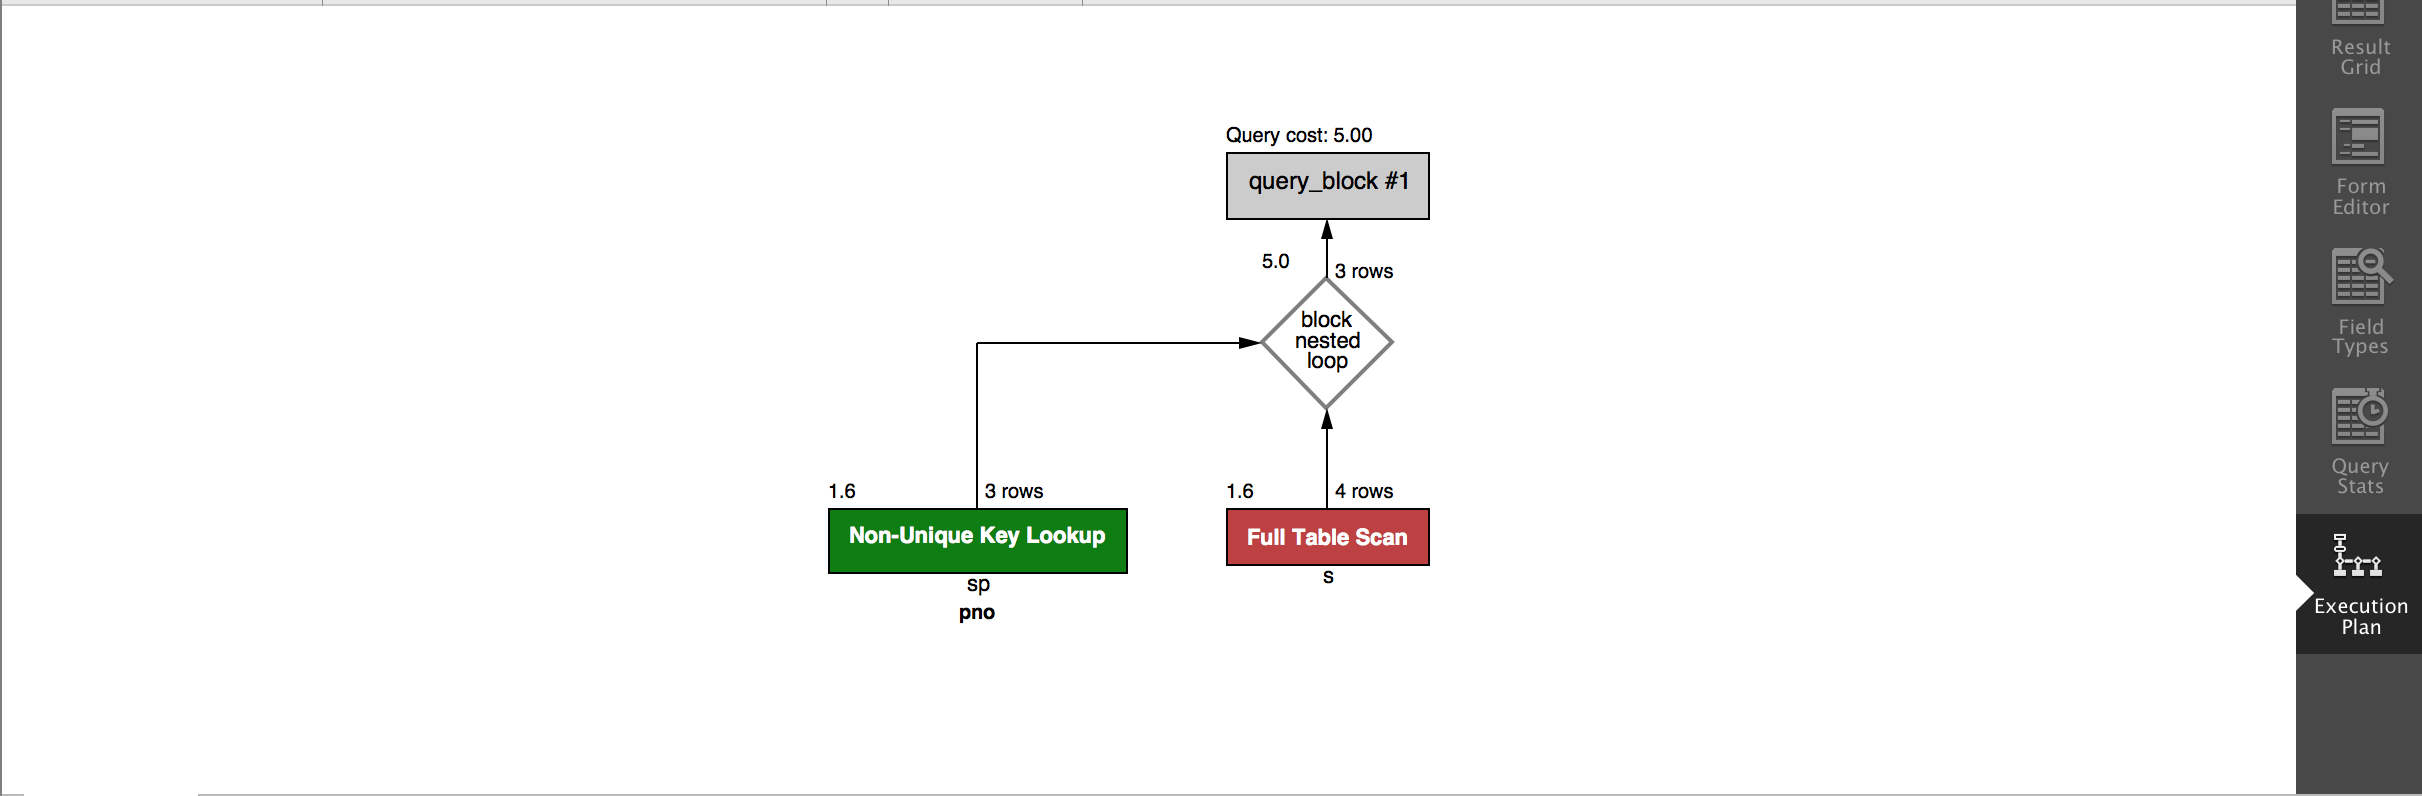 Query cost: 5.00
query_block #1
5.0
3 rows
block
nested
loop
1.6
3 rows
Non-Unique Key Lookup
sp
pno
1.6
4 rows
Full Table Scan
s
Result
Grid
Form
Editor
Field
Types
Query
Stats
Execution
Plan